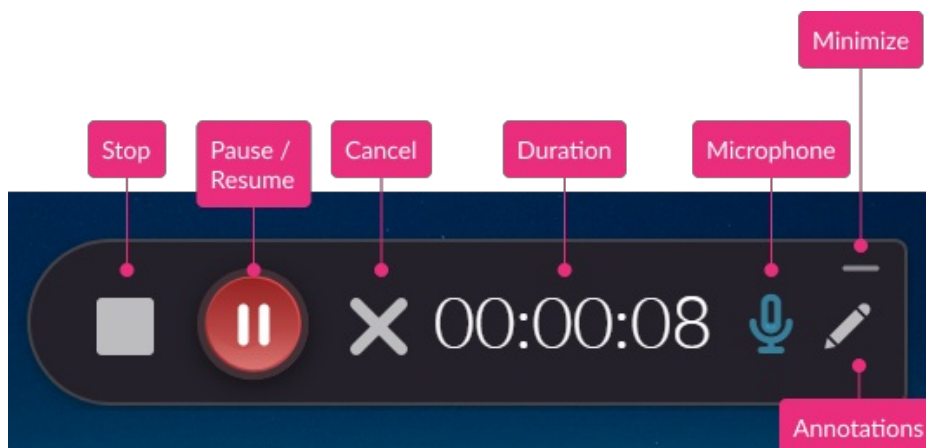 Minimize
Stop
Pause /
Resume
Cancel
Duration
Microphone
00:00:08
Annotations